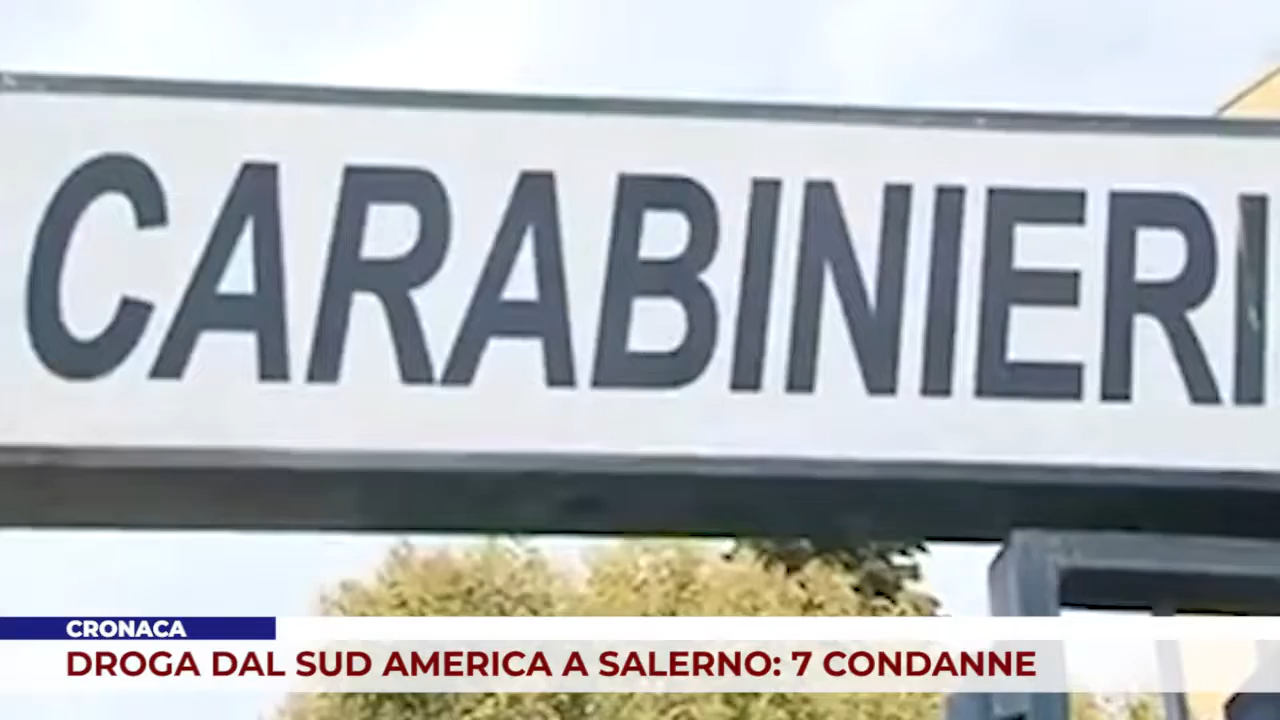 CARABINIERI
CRONACA
DROGA DAL SUD AMERICA A SALERNO: 7 CONDANNE